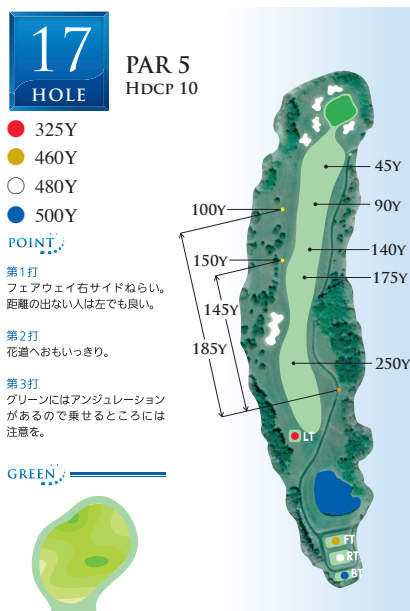 17
HOLE
PAR 5
HDCP 10
325Y
460Y
480Y
500Y
POINT
第1打
フェアウェイ右サイドねらい。
距離の出ない人は左でも良い。
第2打
花道へおもいっきり。
第3打
グリーンにはアンジュレーション
があるので乗せるところには
注意を。
GREEN
45Y
90Y
100Y
140Y
150Y
175Y
145Y
185Y
250Y
LT
FT
RT
BT